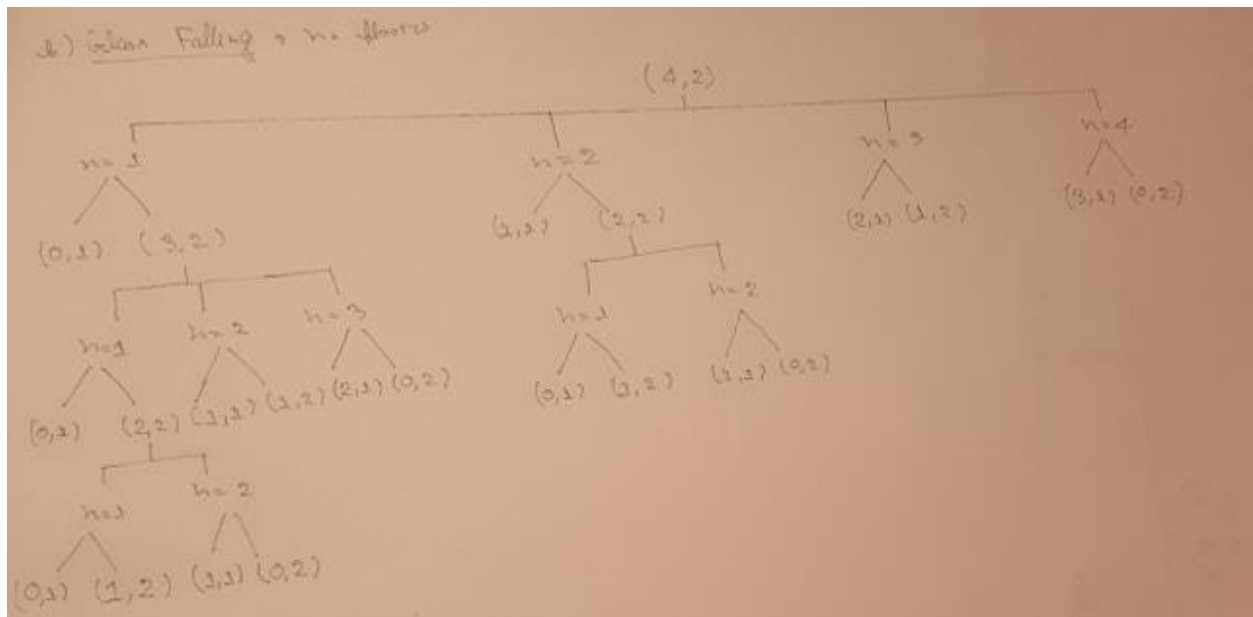 b) Glass Falling , n= floors
(4,2)
n=1 n=2 n=3 n=4
(0,1) (3,2) (1,1) (2,2) (2,1) (1,2) (3,1) (0,2)
n=1 n=2 n=3 n=1 n=2
(0,1) (2,2) (1,1) (1,2) (2,1) (0,2) (0,1) (1,2) (1,1) (0,2)
n=1 n=2
(0,1) (1,2) (1,1) (0,2)